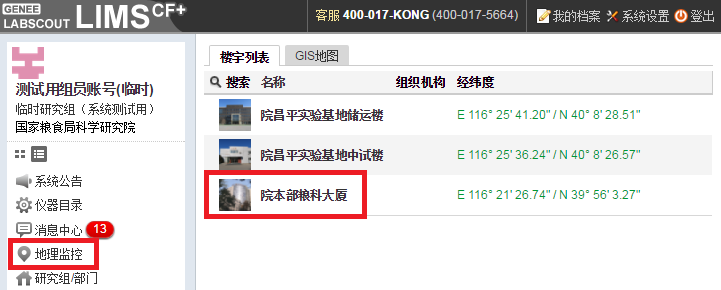 GENEE
LABSCOUT LIMS CF+
客服 400-017-KONG (400-017-5664)
我的档案 系统设置 登出
测试用组员账号(临时)
临时研究组（系统测试用）
国家粮食局科学研究院
系统公告
仪器目录
消息中心 13
地理监控
研究组/部门
楼宇列表 GIS地图
搜索 名称 组织机构 经纬度
院昌平实验基地储运楼 E 116° 25' 41.20" / N 40° 8' 28.51"
院昌平实验基地中试楼 E 116° 25' 36.24" / N 40° 8' 26.57"
院本部粮科大厦 E 116° 21' 26.74" / N 39° 56' 3.27"